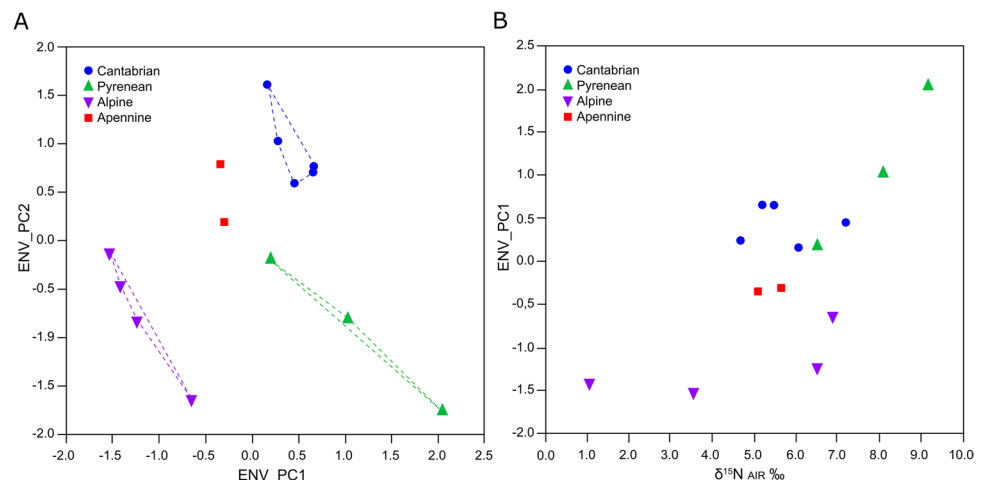 A
2.0
1.5
1.0
0.5
0.0
-0.5
-1.9
-1.5
-2.0
ENV_PC2
Cantabrian
Pyrenean
Alpine
Apennine
-2.0 -1.5 -1.0 -0.5 0.0 0.5 1.0 1.5 2.0 2.5
ENV_PC1
B
2.5
2.0
1.5
1.0
0.5
0.0
-0,5
-1.0
-1.5
-2.0
ENV_PC1
Cantabrian
Pyrenean
Alpine
Apennine
0.0 1.0 2.0 3.0 4.0 5.0 6.0 7.0 8.0 9.0 10.0
δ¹⁵N AIR ‰